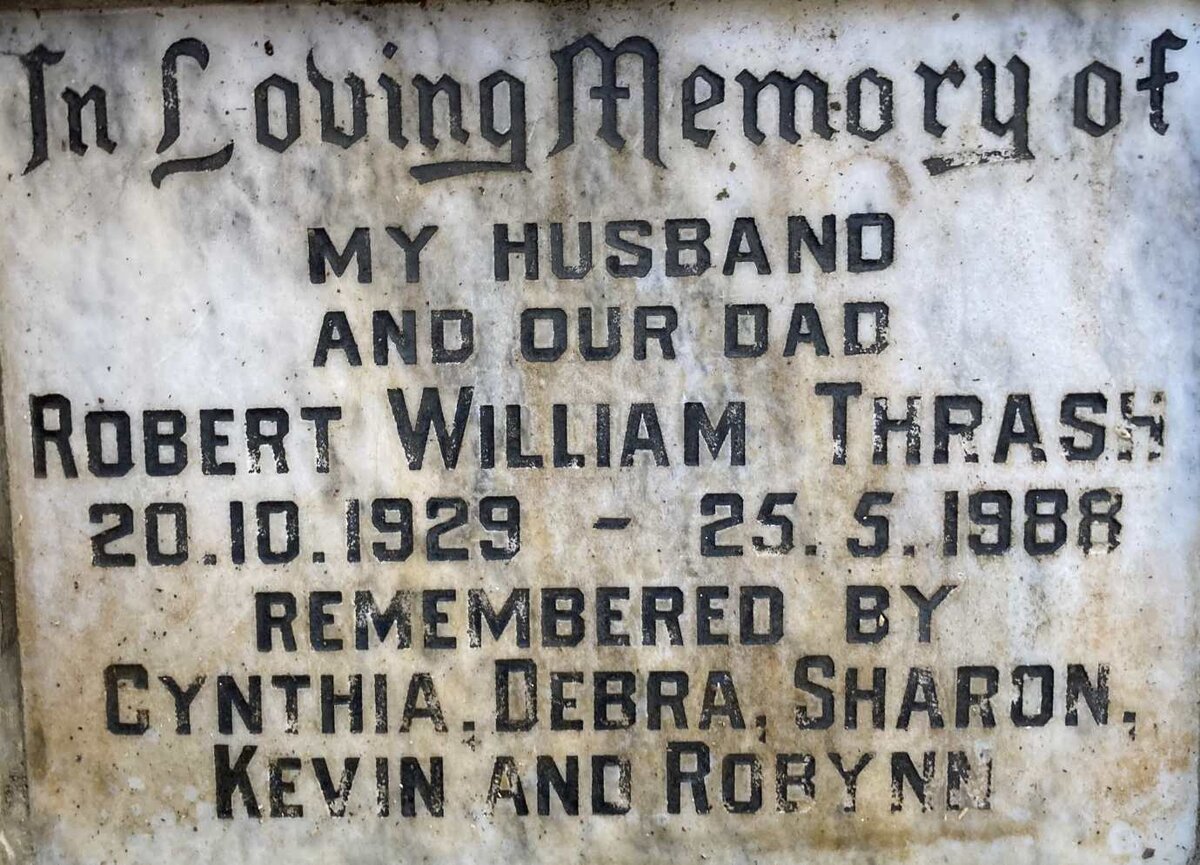 In Loving Memory of
MY HUSBAND
AND OUR DAD
ROBERT WILLIAM THRASH
20.10.1929 - 25.5.1988
REMEMBERED BY
CYNTHIA, DEBRA, SHARON,
KEVIN AND ROBYNN